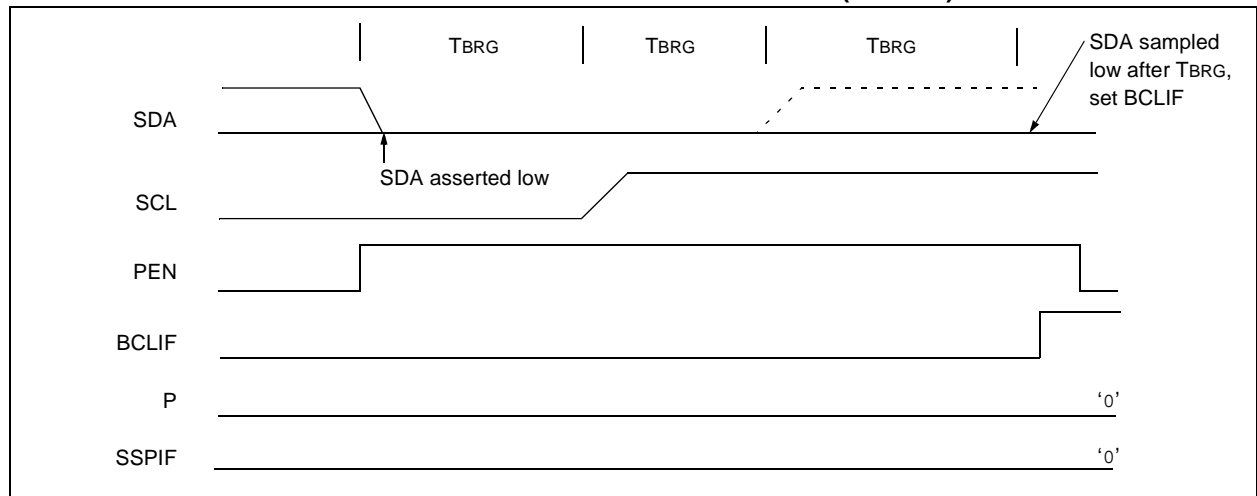 TBRG TBRG TBRG
SDA sampled
low after TBRG,
set BCLIF
SDA
SDA asserted low
SCL
PEN
BCLIF
P '0'
SSPIF '0'